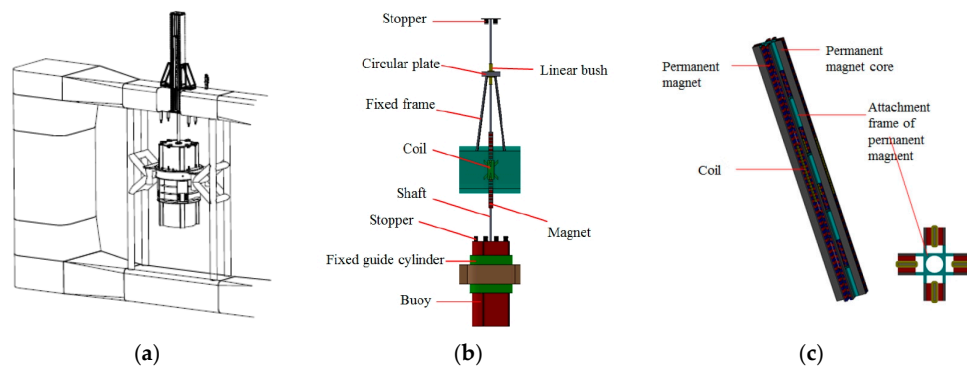 Stopper
Circular plate
Linear bush
Fixed frame
Coil
Shaft
Stopper
Magnet
Fixed guide cylinder
Buoy
Permanent
magnet
Permanent
magnet core
Attachment
frame of
permanent
magnent
Coil
(a)
(b)
(c)